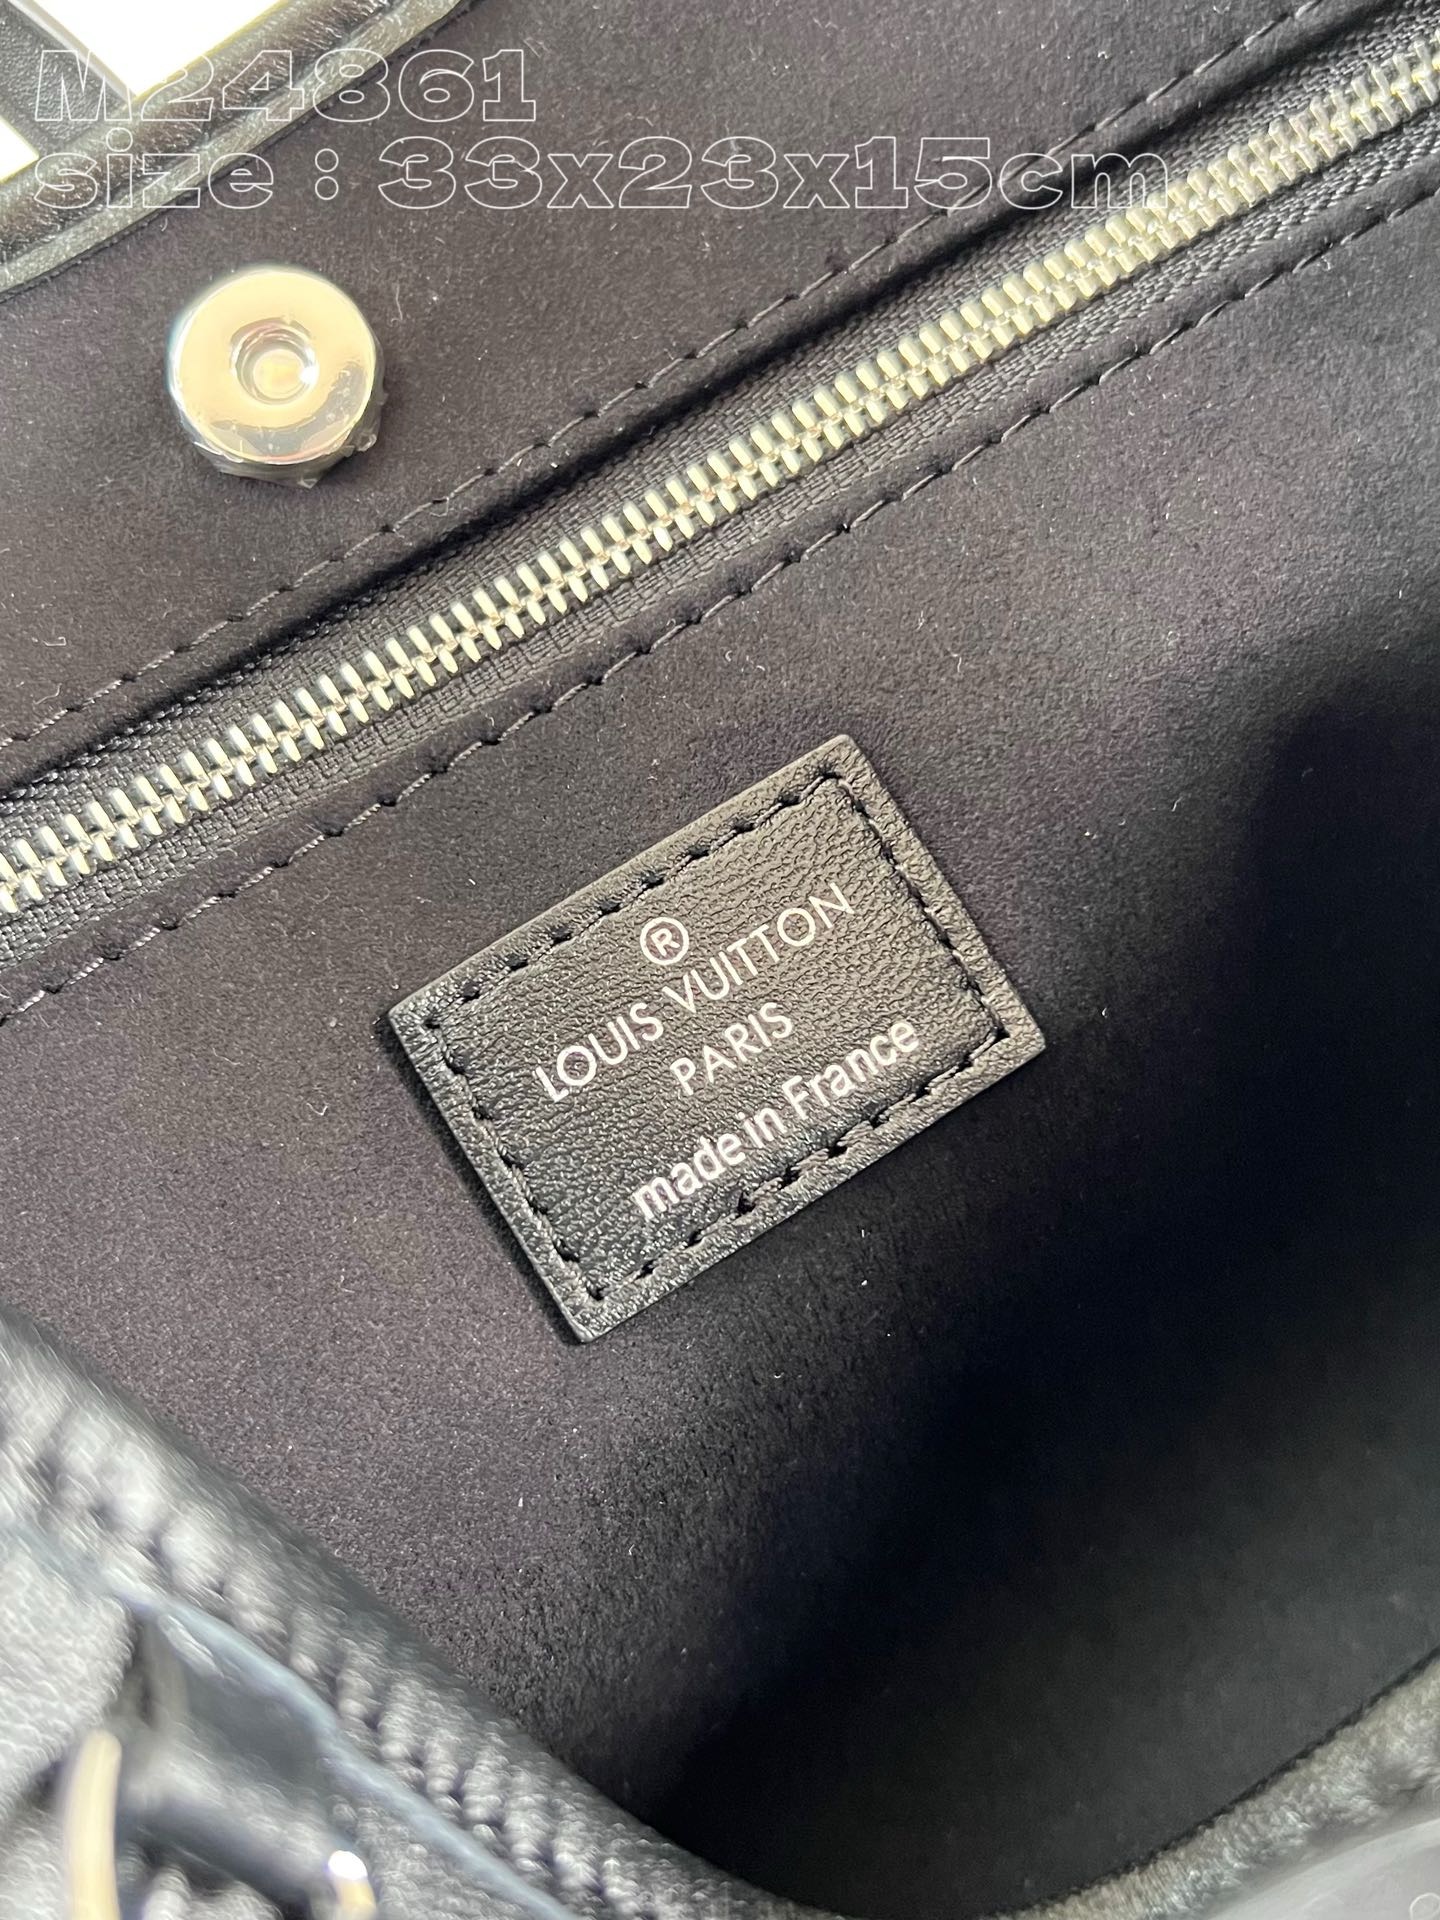 M24861
size : 33x23x15cm
®
LOUIS VUITTON
PARIS
made in France